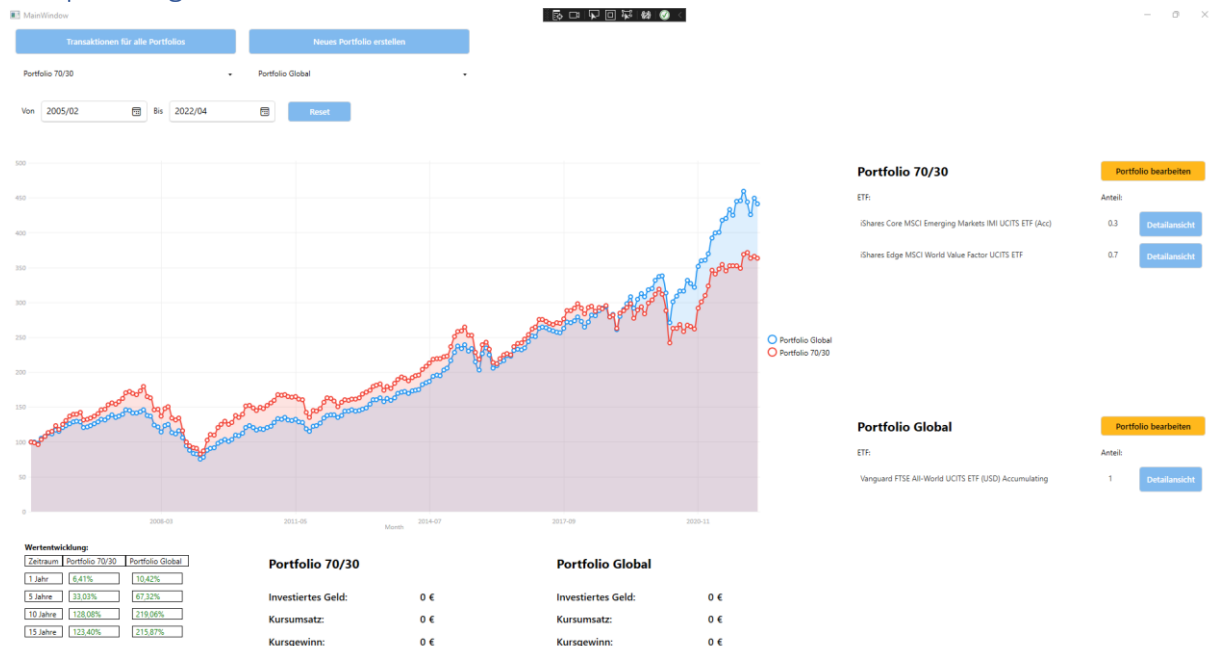 MainWindow
Transaktionen für alle Portfolios
Neues Portfolio erstellen
Portfolio 70/30
Portfolio Global
Von 2005/02 Bis 2022/04 Reset
500
450
400
350
300
250
200
150
100
50
0
2008-03 2011-05 2014-07 2017-09 2020-11
Month
Portfolio Global
Portfolio 70/30
Portfolio 70/30 Portfolio bearbeiten
ETF: Anteil:
iShares Core MSCI Emerging Markets IMI UCITS ETF (Acc) 0.3 Detailansicht
iShares Edge MSCI World Value Factor UCITS ETF 0.7 Detailansicht
Portfolio Global Portfolio bearbeiten
ETF: Anteil:
Vanguard FTSE All-World UCITS ETF (USD) Accumulating 1 Detailansicht
Wertentwicklung:
Zeitraum Portfolio 70/30 Portfolio Global
1 Jahr 6,41% 10,42%
5 Jahre 33,03% 67,32%
10 Jahre 128,08% 219,06%
15 Jahre 123,40% 215,87%
Portfolio 70/30
Investiertes Geld: 0 €
Kursumsatz: 0 €
Kursgewinn: 0 €
Portfolio Global
Investiertes Geld: 0 €
Kursumsatz: 0 €
Kursgewinn: 0 €